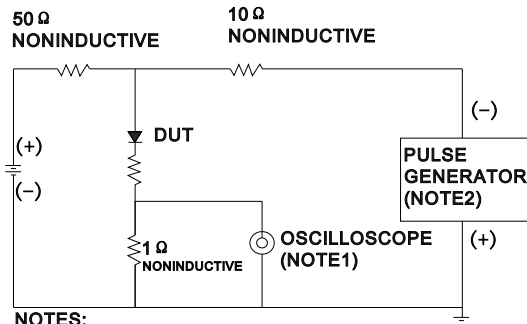 50 Ω
NONINDUCTIVE
10 Ω
NONINDUCTIVE
(+)
(−)
DUT
1 Ω
NONINDUCTIVE
OSCILLOSCOPE
(NOTE1)
(−)
PULSE
GENERATOR
(NOTE2)
(+)
NOTES: